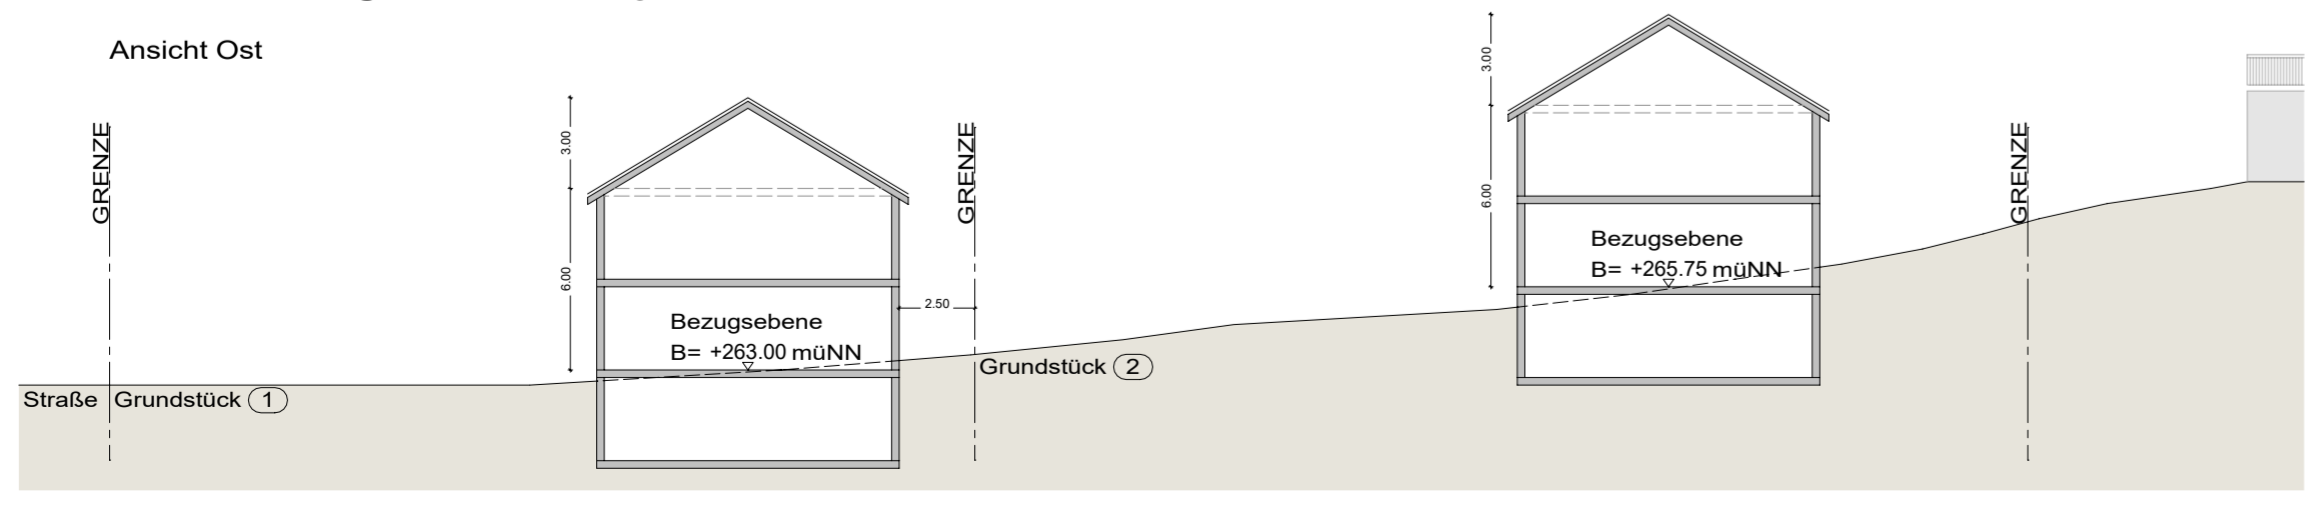 Ansicht Ost
GRENZE
3.00
6.00
Bezugsebene
B= +263.00 müNN
2.50
GRENZE
3.00
6.00
Bezugsebene
B= +265.75 müNN
GRENZE
Straße
Grundstück 1
Grundstück 2